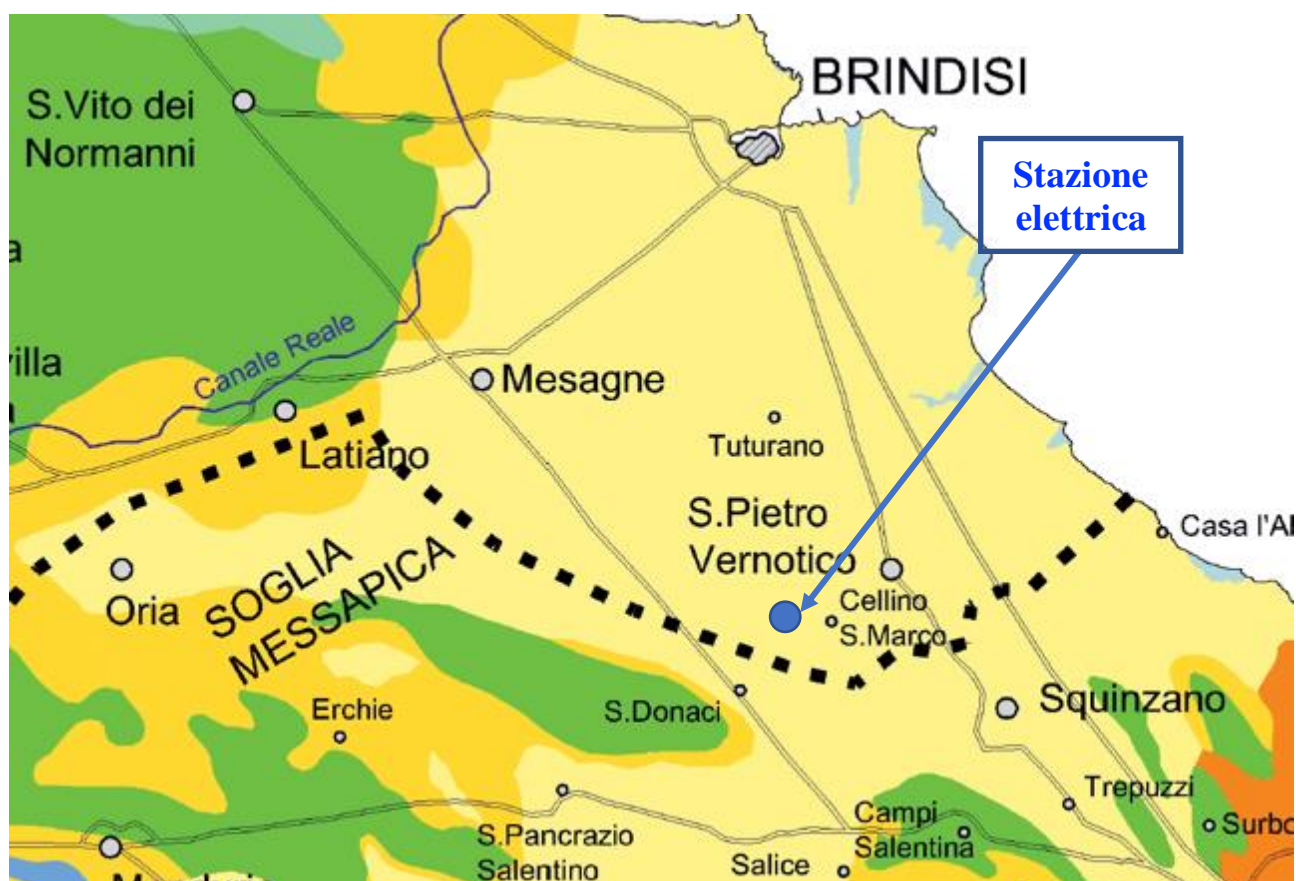 BRINDISI
S.Vito dei
Normanni
Stazione
elettrica
a
villa
a
Canale Reale
Mesagne
Latiano
Tuturano
S.Pietro
Vernotico
Casa l'Al
SOGLIA
MESSAPICA
Oria
Cellino
S.Marco
Erchie
S.Donaci
Squinzano
Trepuzzi
Campi
Salentina
Surbo
S.Pancrazio
Salentino
Salice